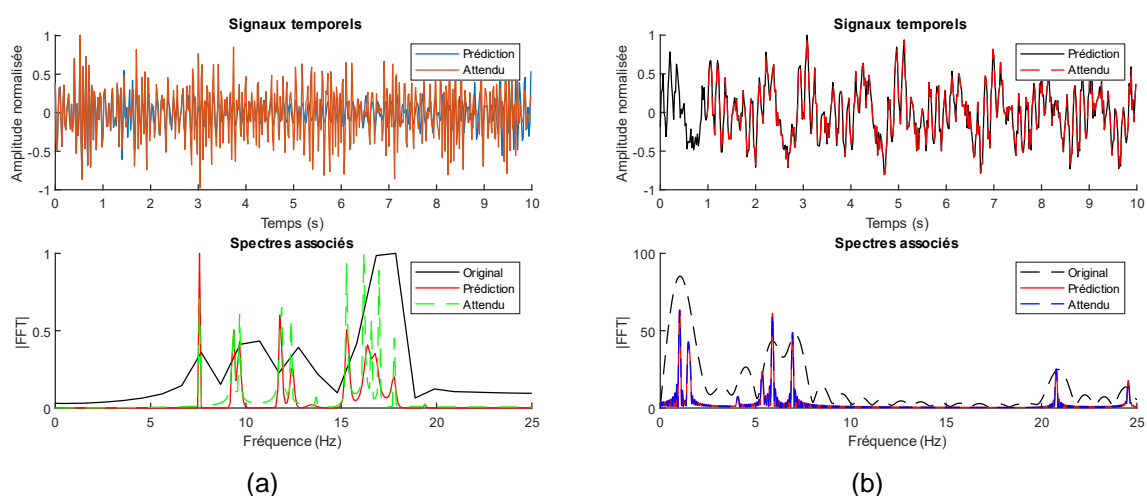 Signaux temporels
Amplitude normalisée
1
0.5
0
-0.5
-1
Prédiction
Attendu
0 1 2 3 4 5 6 7 8 9 10
Temps (s)
Spectres associés
|FFT|
1
0.5
0
Original
Prédiction
Attendu
0 5 10 15 20 25
Fréquence (Hz)
(a)
Signaux temporels
Amplitude normalisée
1
0.5
0
-0.5
-1
Prédiction
Attendu
0 1 2 3 4 5 6 7 8 9 10
Temps (s)
Spectres associés
|FFT|
100
50
0
Original
Prédiction
Attendu
0 5 10 15 20 25
Fréquence (Hz)
(b)